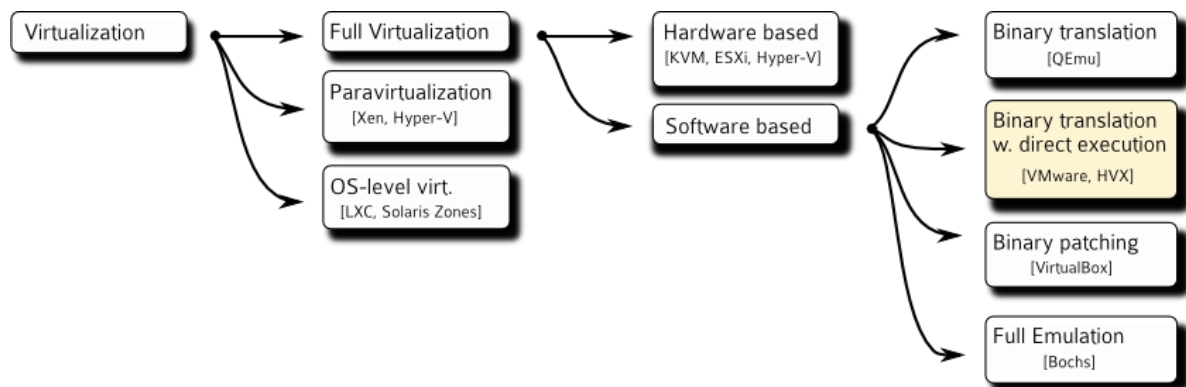 Virtualization
Full Virtualization
Paravirtualization
[Xen, Hyper-V]
OS-level virt.
[LXC, Solaris Zones]
Hardware based
[KVM, ESXi, Hyper-V]
Software based
Binary translation
[QEmu]
Binary translation
w. direct execution
[VMware, HVX]
Binary patching
[VirtualBox]
Full Emulation
[Bochs]